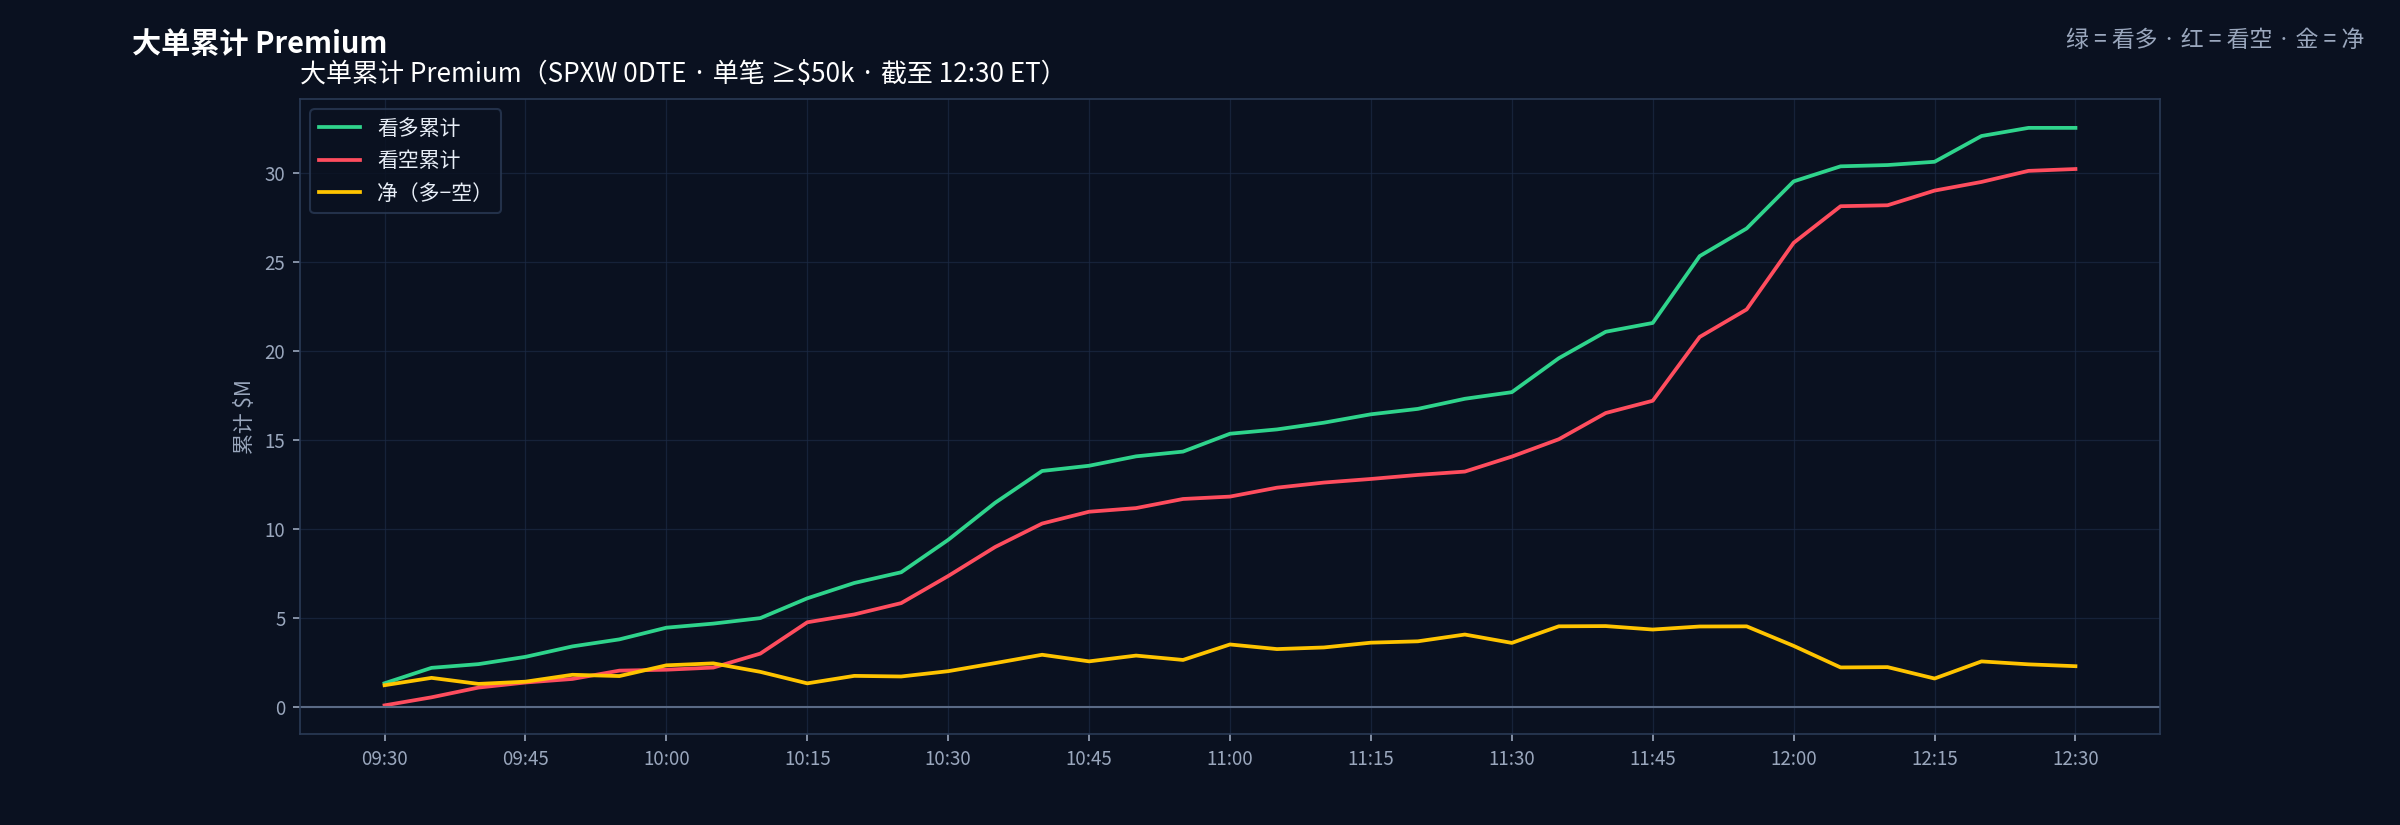 大单累计 Premium
绿 = 看多 · 红 = 看空 · 金 = 净
大单累计 Premium（SPXW 0DTE · 单笔 ≥$50k · 截至 12:30 ET）
看多累计
看空累计
净（多−空）
累计 $M
30
25
20
15
10
5
0
09:30 09:45 10:00 10:15 10:30 10:45 11:00 11:15 11:30 11:45 12:00 12:15 12:30